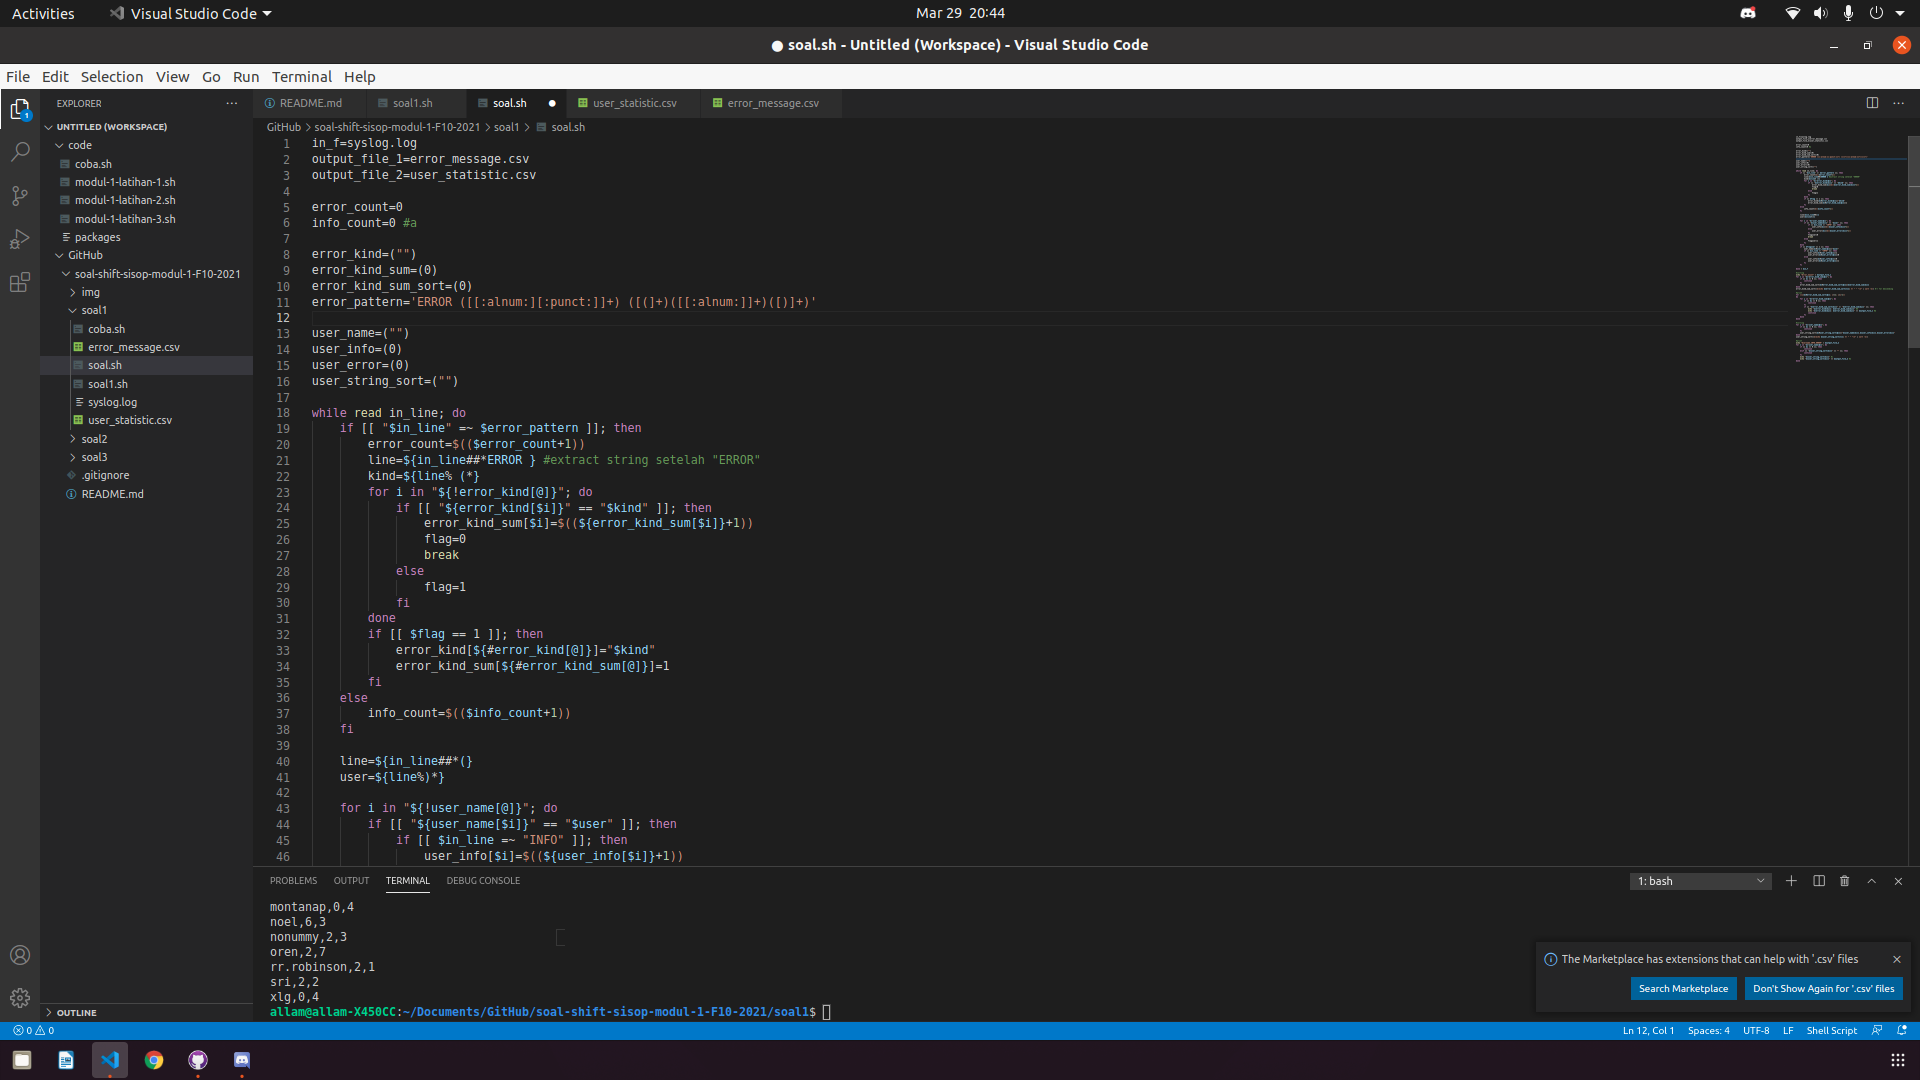 Activities
Visual Studio Code
Mar 29 20:44
soal.sh - Untitled (Workspace) - Visual Studio Code
File Edit Selection View Go Run Terminal Help
1
EXPLORER
UNTITLED (WORKSPACE)
code
coba.sh
modul-1-latihan-1.sh
modul-1-latihan-2.sh
modul-1-latihan-3.sh
packages
GitHub
soal-shift-sisop-modul-1-F10-2021
img
soal1
coba.sh
error_message.csv
soal.sh
soal1.sh
syslog.log
user_statistic.csv
soal2
soal3
.gitignore
README.md
OUTLINE
README.md soal1.sh soal.sh user_statistic.csv error_message.csv
GitHub > soal-shift-sisop-modul-1-F10-2021 > soal1 > soal.sh
1 in_f=syslog.log
2 output_file_1=error_message.csv
3 output_file_2=user_statistic.csv
4
5 error_count=0
6 info_count=0 #a
7
8 error_kind=("")
9 error_kind_sum=(0)
10 error_kind_sum_sort=(0)
11 error_pattern='ERROR ([[:alnum:][:punct:]]+) ([(]+)([[:alnum:]]+)([)]+)'
12
13 user_name=("")
14 user_info=(0)
15 user_error=(0)
16 user_string_sort=("")
17
18 while read in_line; do
19 if [[ "$in_line" =~ $error_pattern ]]; then
20 error_count=$(($error_count+1))
21 line=${in_line##*ERROR } #extract string setelah "ERROR"
22 kind=${line% (*}
23 for i in "${!error_kind[@]}"; do
24 if [[ "${error_kind[$i]}" == "$kind" ]]; then
25 error_kind_sum[$i]=$((${error_kind_sum[$i]}+1))
26 flag=0
27 break
28 else
29 flag=1
30 fi
31 done
32 if [[ $flag == 1 ]]; then
33 error_kind[${#error_kind[@]}]="$kind"
34 error_kind_sum[${#error_kind_sum[@]}]=1
35 fi
36 else
37 info_count=$(($info_count+1))
38 fi
39
40 line=${in_line##*(}
41 user=${line%)*}
42
43 for i in "${!user_name[@]}"; do
44 if [[ "${user_name[$i]}" == "$user" ]]; then
45 if [[ $in_line =~ "INFO" ]]; then
46 user_info[$i]=$((${user_info[$i]}+1))
PROBLEMS OUTPUT TERMINAL DEBUG CONSOLE
1: bash
montanap,0,4
noel,6,3
nonummy,2,3
oren,2,7
rr.robinson,2,1
sri,2,2
xlg,0,4
allam@allam-X450CC:~/Documents/GitHub/soal-shift-sisop-modul-1-F10-2021/soal1$
The Marketplace has extensions that can help with '.csv' files
Search Marketplace
Don't Show Again for '.csv' files
0 0
Ln 12, Col 1 Spaces: 4 UTF-8 LF Shell Script